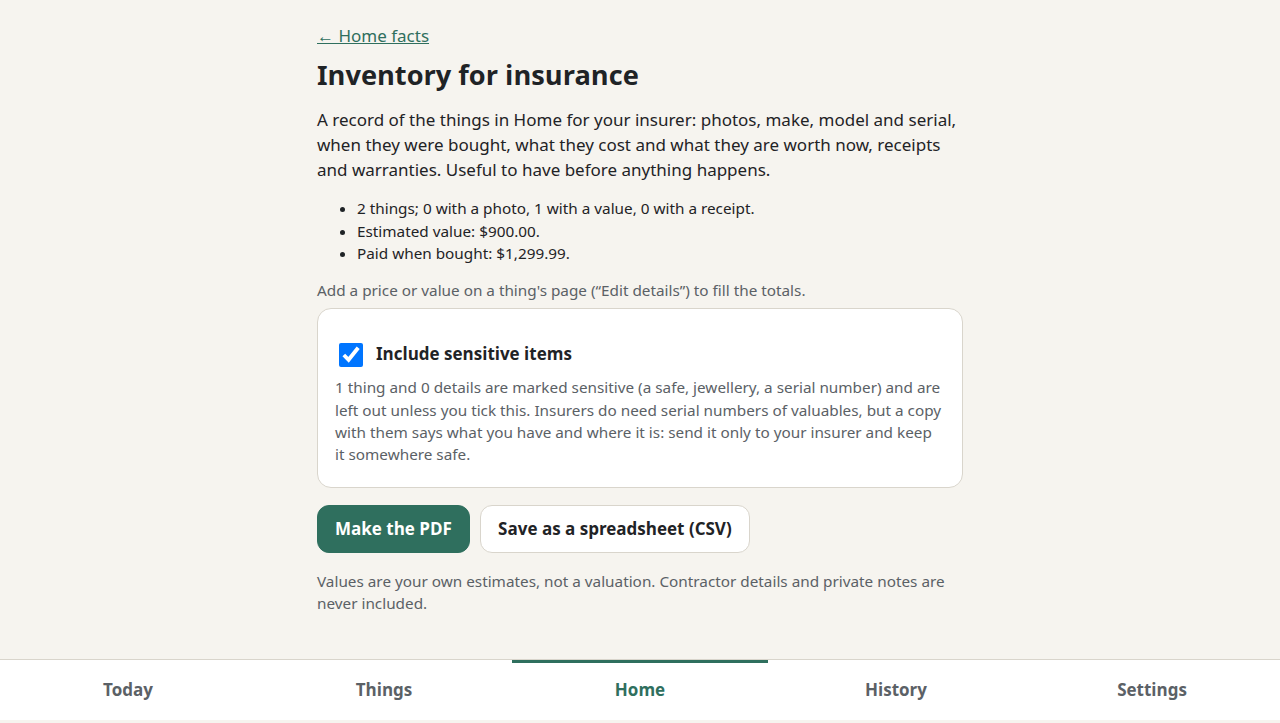 ← Home facts
Inventory for insurance
A record of the things in Home for your insurer: photos, make, model and serial,
when they were bought, what they cost and what they are worth now, receipts
and warranties. Useful to have before anything happens.
• 2 things; 0 with a photo, 1 with a value, 0 with a receipt.
• Estimated value: $900.00.
• Paid when bought: $1,299.99.
Add a price or value on a thing's page (“Edit details”) to fill the totals.
Include sensitive items
1 thing and 0 details are marked sensitive (a safe, jewellery, a serial number) and are
left out unless you tick this. Insurers do need serial numbers of valuables, but a copy
with them says what you have and where it is: send it only to your insurer and keep
it somewhere safe.
Make the PDF
Save as a spreadsheet (CSV)
Values are your own estimates, not a valuation. Contractor details and private notes are
never included.
Today
Things
Home
History
Settings